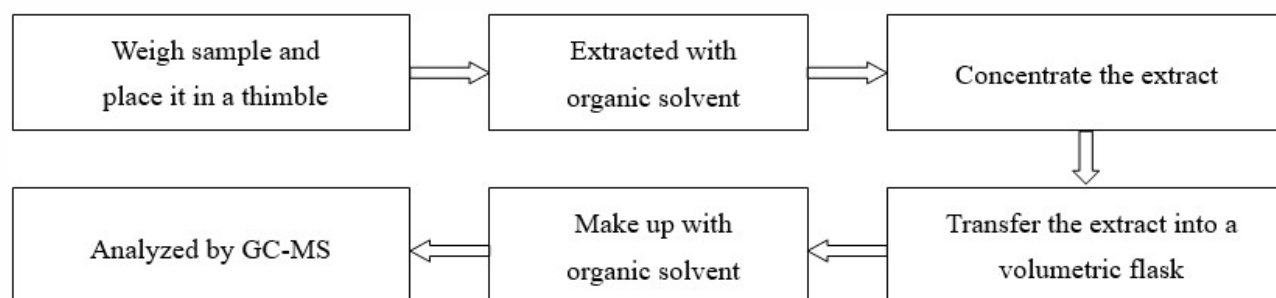 Weigh sample and
place it in a thimble
Extracted with
organic solvent
Concentrate the extract
Transfer the extract into a
volumetric flask
Make up with
organic solvent
Analyzed by GC-MS